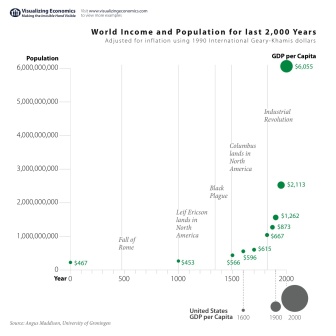 Visualizing Economics
Making the Invisible Hand Visible
Visit www.visualizingeconomics.com
to view more examples
World Income and Population for last 2,000 Years
Adjusted for inflation using 1990 International Geary-Khamis dollars
Population
GDP per Capita
6,000,000,000
$6,055
5,000,000,000
Industrial
Revolution
4,000,000,000
Columbus
lands in
North
America
3,000,000,000
Black
Plague
$2,113
2,000,000,000
Leif Ericson
lands in
North
America
$1,262
$873
1,000,000,000
Fall of
Rome
$667
$615
$596
$566
$467
$453
0
Year
0
500
1000
1500
2000
United States
GDP per Capita
1600
1900
2000
Source: Angus Maddison, University of Groningen